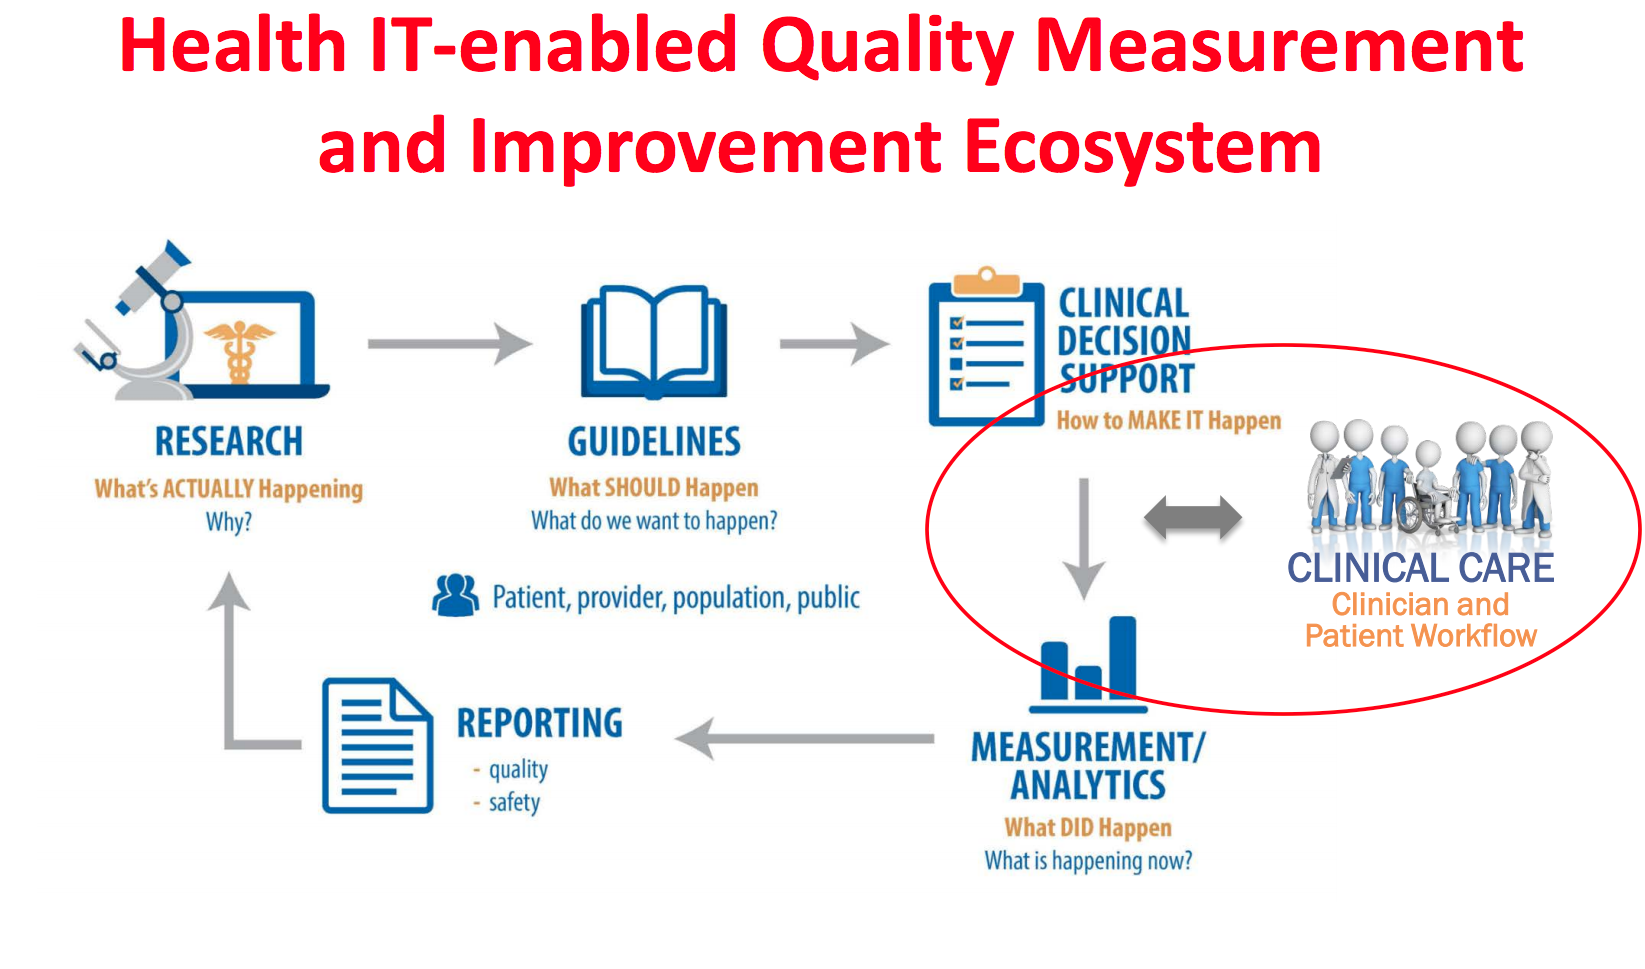 Health IT-enabled Quality Measurement
and Improvement Ecosystem
RESEARCH
What's ACTUALLY Happening
Why?
GUIDELINES
What SHOULD Happen
What do we want to happen?
CLINICAL
DECISION
SUPPORT
How to MAKE IT Happen
CLINICAL CARE
Clinician and
Patient Workflow
Patient, provider, population, public
REPORTING
- quality
- safety
MEASUREMENT/
ANALYTICS
What DID Happen
What is happening now?